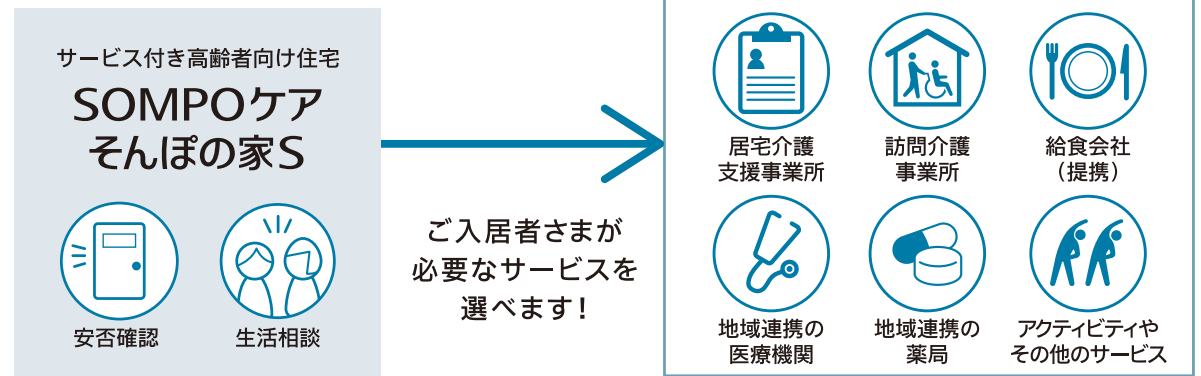 サービス付き高齢者向け住宅
SOMPOケア
そんぽの家S
安否確認
生活相談
ご入居者さまが
必要なサービスを
選べます!
居宅介護
支援事業所
訪問介護
事業所
給食会社
(提携)
地域連携の
医療機関
地域連携の
薬局
アクティビティや
その他のサービス